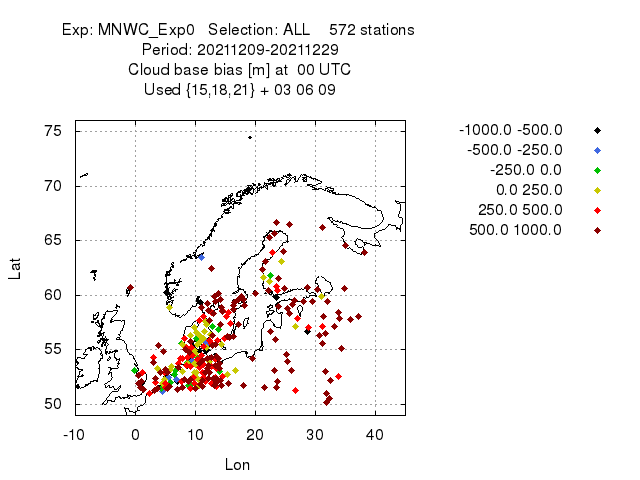 Exp: MNWC_Exp0   Selection: ALL    572 stations
Period: 20211209-20211229
Cloud base bias [m] at  00 UTC
Used {15,18,21} + 03 06 09
-1000.0 -500.0
-500.0 -250.0
-250.0 0.0
0.0 250.0
250.0 500.0
500.0 1000.0
75
70
65
60
55
50
Lat
-10 0 10 20 30 40
Lon